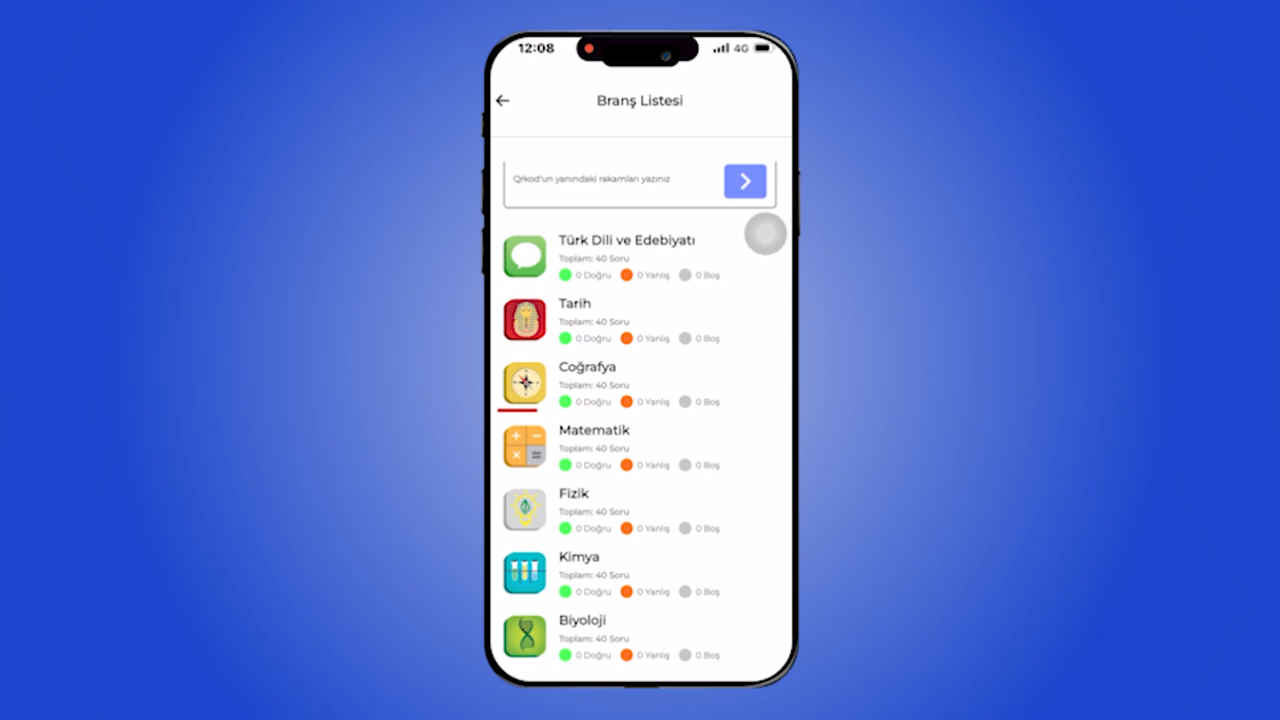 12:08
4G
Branş Listesi
Qrkod'un yanındaki rakamları yazınız
Türk Dili ve Edebiyatı
Toplam: 40 Soru
0 Doğru 0 Yanlış 0 Boş
Tarih
Toplam: 40 Soru
0 Doğru 0 Yanlış 0 Boş
Coğrafya
Toplam: 40 Soru
0 Doğru 0 Yanlış 0 Boş
Matematik
Toplam: 40 Soru
0 Doğru 0 Yanlış 0 Boş
Fizik
Toplam: 40 Soru
0 Doğru 0 Yanlış 0 Boş
Kimya
Toplam: 40 Soru
0 Doğru 0 Yanlış 0 Boş
Biyoloji
Toplam: 40 Soru
0 Doğru 0 Yanlış 0 Boş